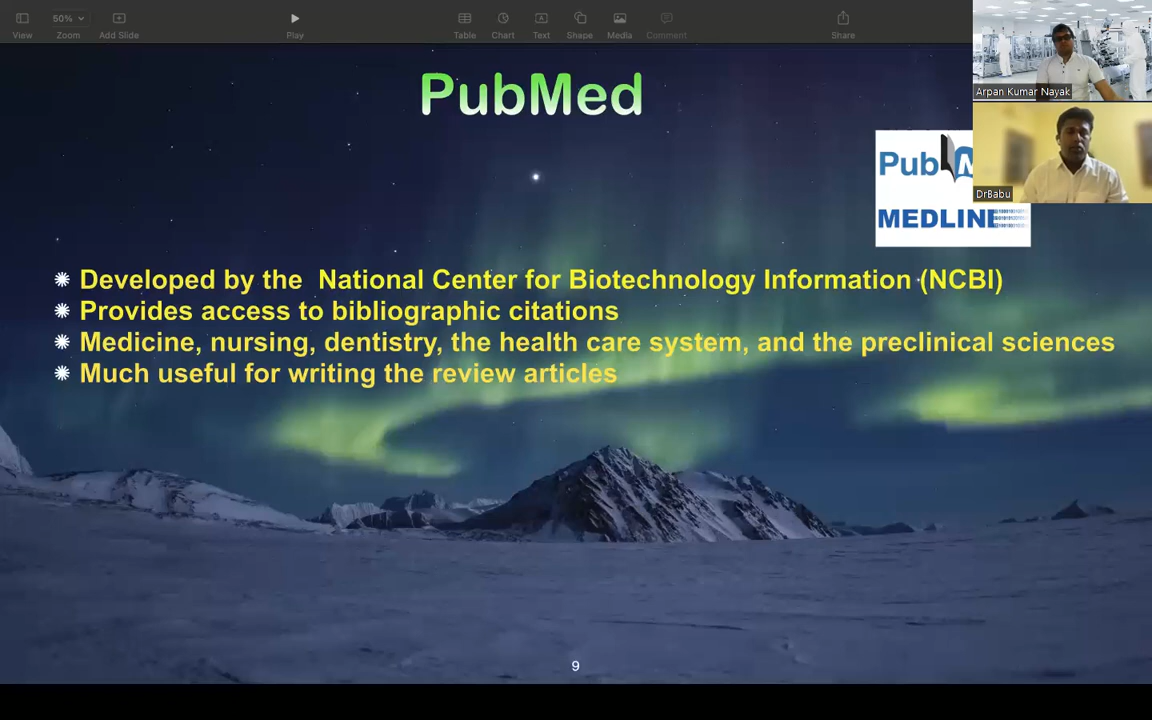 50%
View
Zoom
Add Slide
Play
Table
Chart
Text
Shape
Media
Comment
Share
Arpan Kumar Nayak
DrBabu
PubMed
Pub M
MEDLINE
Developed by the National Center for Biotechnology Information (NCBI)
Provides access to bibliographic citations
Medicine, nursing, dentistry, the health care system, and the preclinical sciences
Much useful for writing the review articles
9